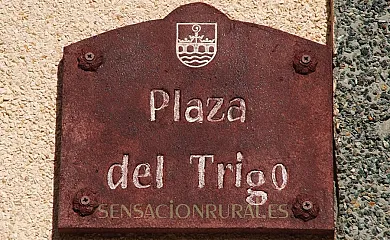 Plaza
del Trigo
SENSACIONRURAL.ES